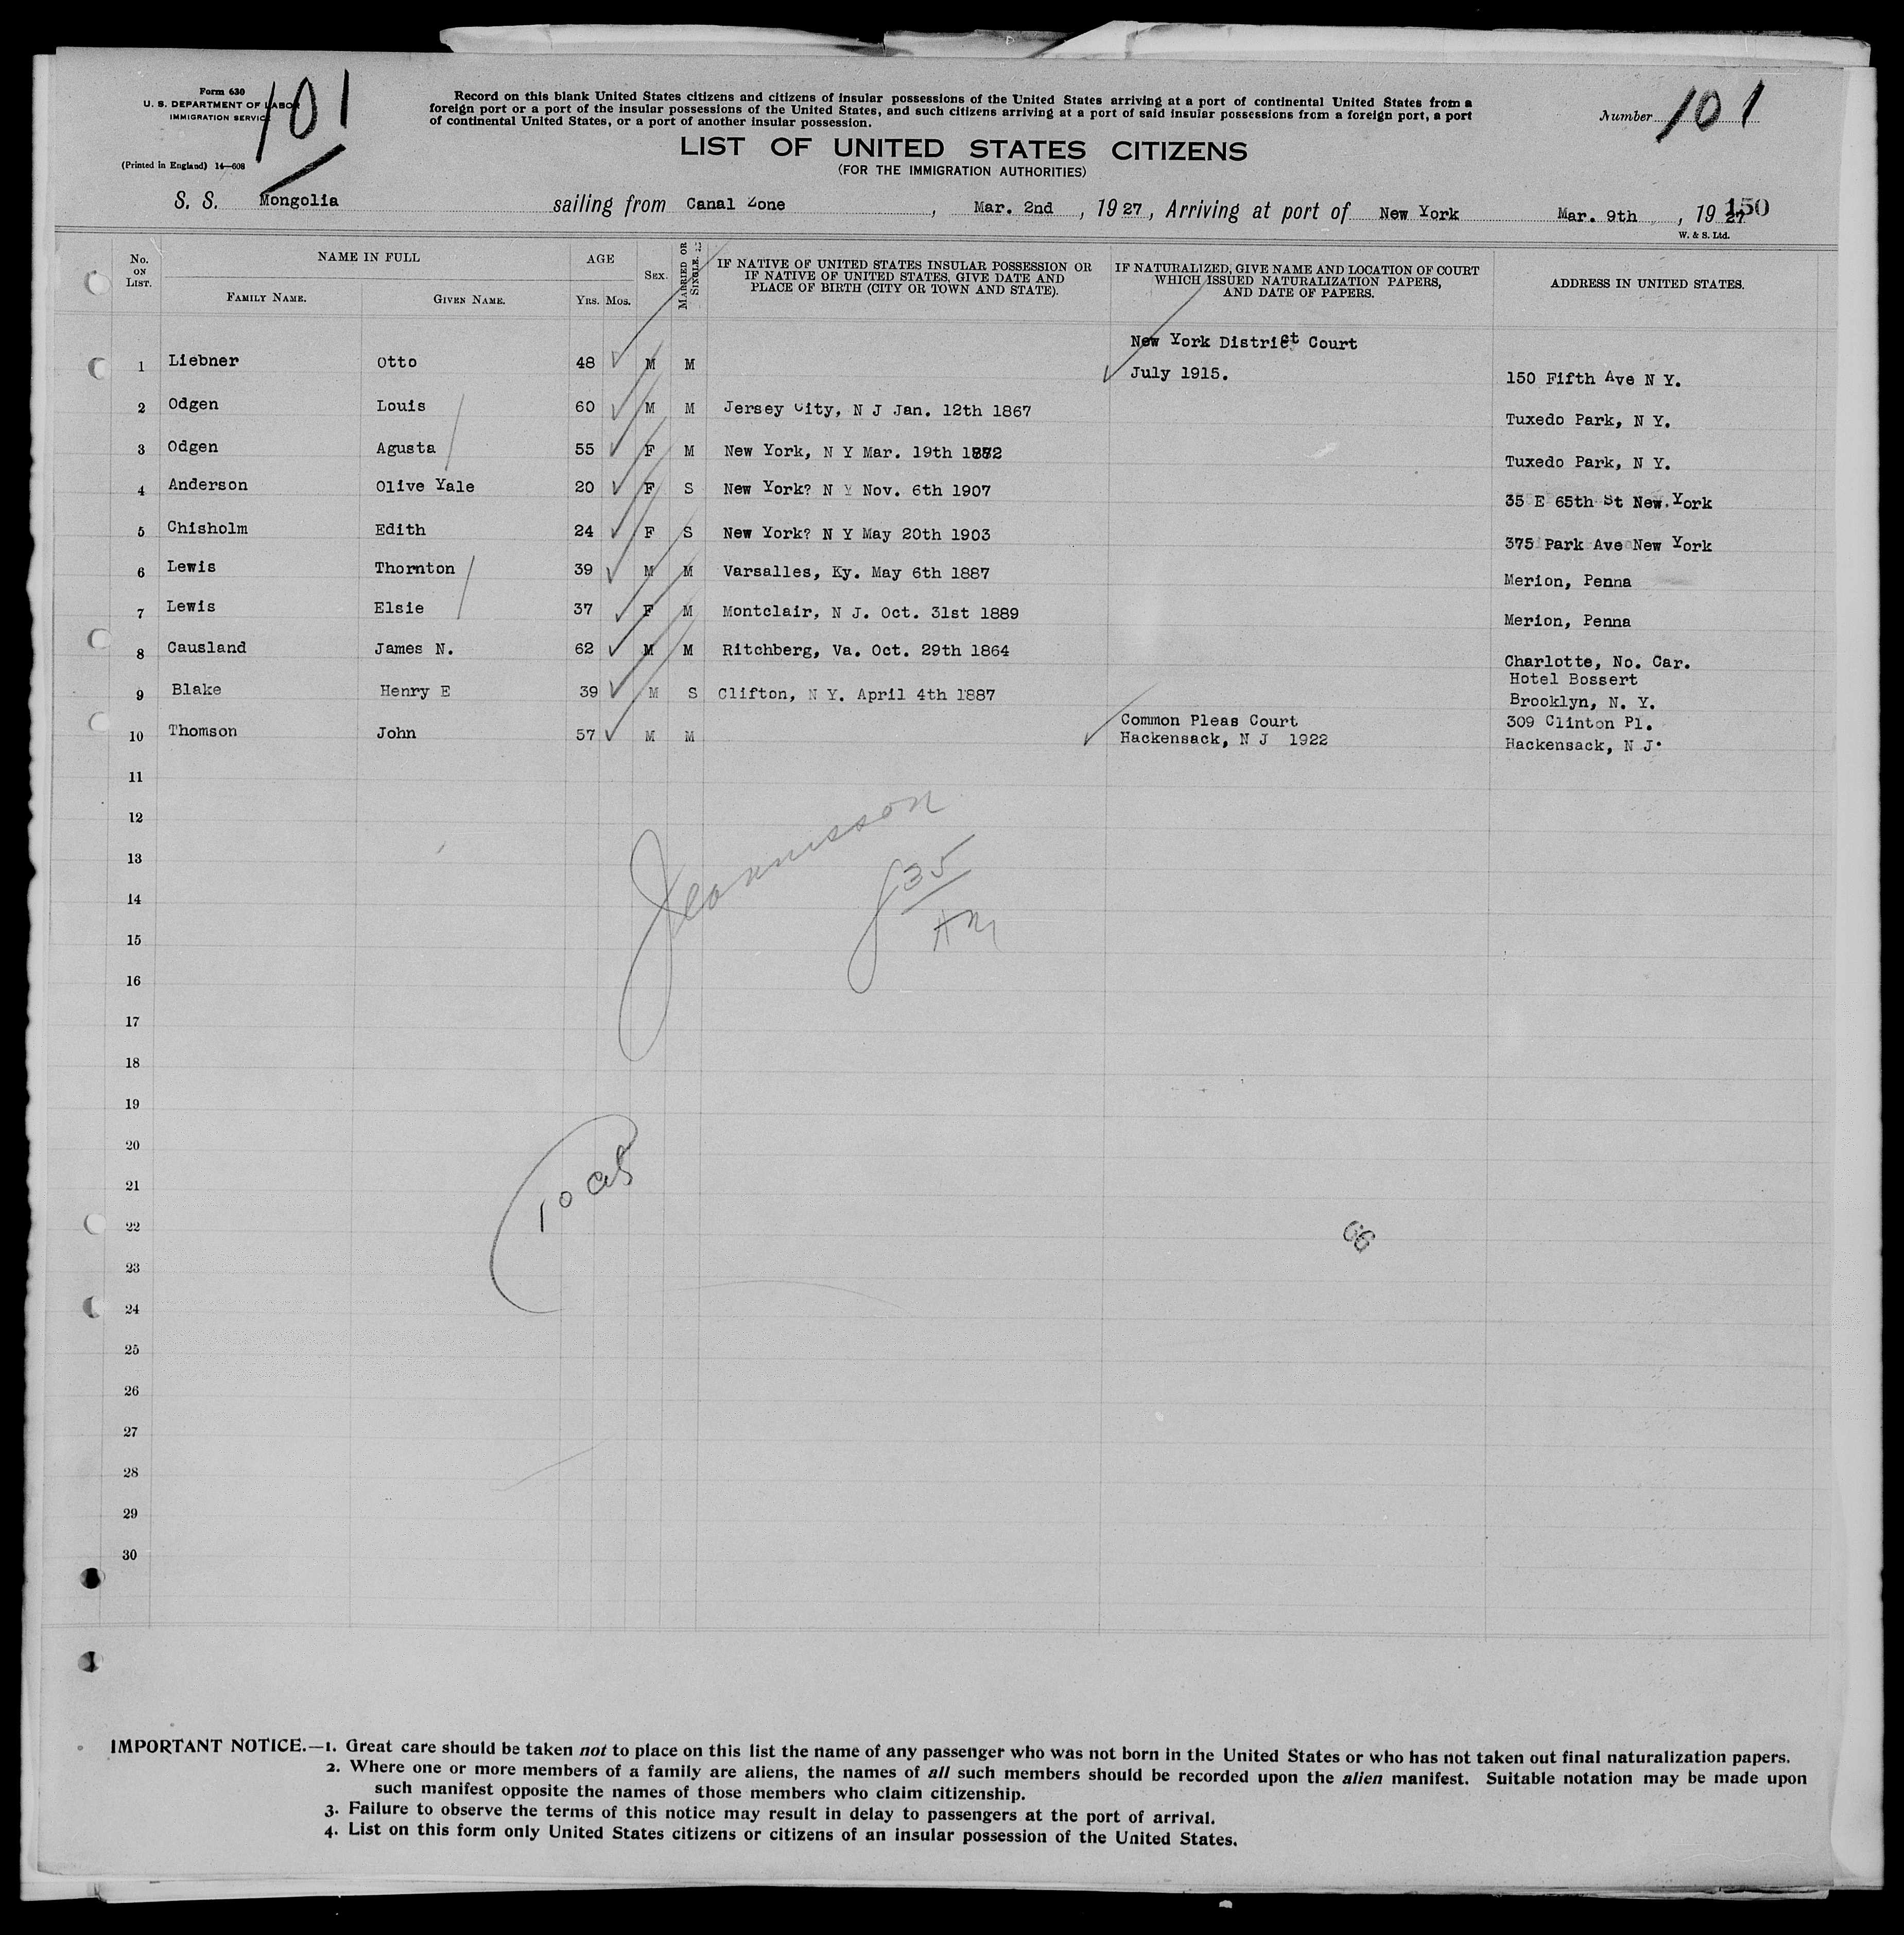 Form 630
U. S. DEPARTMENT OF LABOR
IMMIGRATION SERVICE
(Printed in England) 14—608
101
Record on this blank United States citizens and citizens of insular possessions of the United States arriving at a port of continental United States from a
foreign port or a port of the insular possessions of the United States, and such citizens arriving at a port of said insular possessions from a foreign port, a port
of continental United States, or a port of another insular possession.
Number 101
LIST OF UNITED STATES CITIZENS
(FOR THE IMMIGRATION AUTHORITIES)
S. S. Mongolia sailing from Canal Zone, Mar. 2nd, 1927, Arriving at port of New York Mar. 9th, 1927
150
W. & S. Ltd.
No. ON LIST. NAME IN FULL AGE SEX. MARRIED OR SINGLE. IF NATIVE OF UNITED STATES INSULAR POSSESSION OR IF NATIVE OF UNITED STATES, GIVE DATE AND PLACE OF BIRTH (CITY OR TOWN AND STATE). IF NATURALIZED, GIVE NAME AND LOCATION OF COURT WHICH ISSUED NATURALIZATION PAPERS, AND DATE OF PAPERS. ADDRESS IN UNITED STATES.
FAMILY NAME. GIVEN NAME. YRS. MOS.
1 Liebner Otto 48 M M New York District Court July 1915. 150 Fifth Ave N Y.
2 Odgen Louis 60 M M Jersey City, N J Jan. 12th 1867 Tuxedo Park, N Y.
3 Odgen Agusta 55 F M New York, N Y Mar. 19th 1872 Tuxedo Park, N Y.
4 Anderson Olive Yale 20 F S New York? N Y Nov. 6th 1907 35 E 65th St New York
5 Chisholm Edith 24 F S New York? N Y May 20th 1903 375 Park Ave New York
6 Lewis Thornton 39 M M Varsalles, Ky. May 6th 1887 Merion, Penna
7 Lewis Elsie 37 F M Montclair, N J. Oct. 31st 1889 Merion, Penna
8 Causland James N. 62 M M Ritchberg, Va. Oct. 29th 1864 Charlotte, No. Car.
9 Blake Henry E 39 M S Clifton, N Y. April 4th 1887 Hotel Bossert Brooklyn, N. Y.
10 Thomson John 57 M M Common Pleas Court Hackensack, N J 1922 309 Clinton Pl. Hackensack, N J.
11
12
13
14
15
16
17
18
19
20
21
22
23
24
25
26
27
28
29
30
835
AM
66
IMPORTANT NOTICE.—1. Great care should be taken not to place on this list the name of any passenger who was not born in the United States or who has not taken out final naturalization papers.
2. Where one or more members of a family are aliens, the names of all such members should be recorded upon the alien manifest. Suitable notation may be made upon
such manifest opposite the names of those members who claim citizenship.
3. Failure to observe the terms of this notice may result in delay to passengers at the port of arrival.
4. List on this form only United States citizens or citizens of an insular possession of the United States.